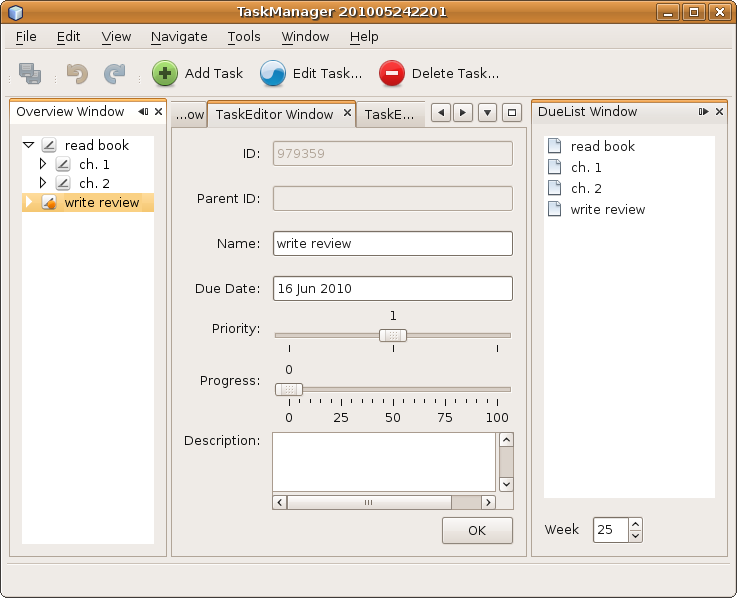 TaskManager 201005242201
File Edit View Navigate Tools Window Help
Add Task Edit Task... Delete Task...
Overview Window
read book
ch. 1
ch. 2
write review
...ow TaskEditor Window TaskE...
ID: 979359
Parent ID:
Name: write review
Due Date: 16 Jun 2010
Priority: 1
Progress: 0
0 25 50 75 100
Description:
OK
DueList Window
read book
ch. 1
ch. 2
write review
Week 25